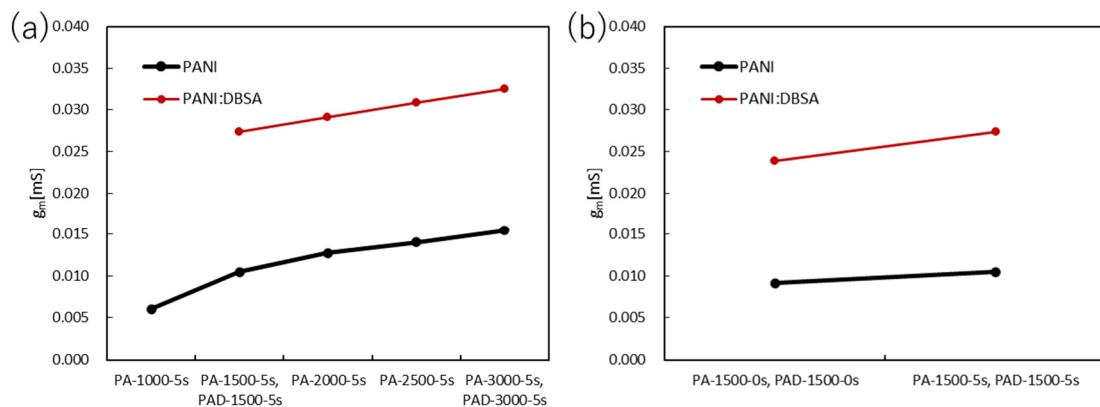 (a)
0.040
0.035
0.030
0.025
0.020
0.015
0.010
0.005
0.000
gm[mS]
PANI
PANI:DBSA
PA-1000-5s
PA-1500-5s,
PAD-1500-5s
PA-2000-5s
PA-2500-5s
PA-3000-5s,
PAD-3000-5s
(b)
0.040
0.035
0.030
0.025
0.020
0.015
0.010
0.005
0.000
gm[mS]
PANI
PANI:DBSA
PA-1500-0s, PAD-1500-0s
PA-1500-5s, PAD-1500-5s